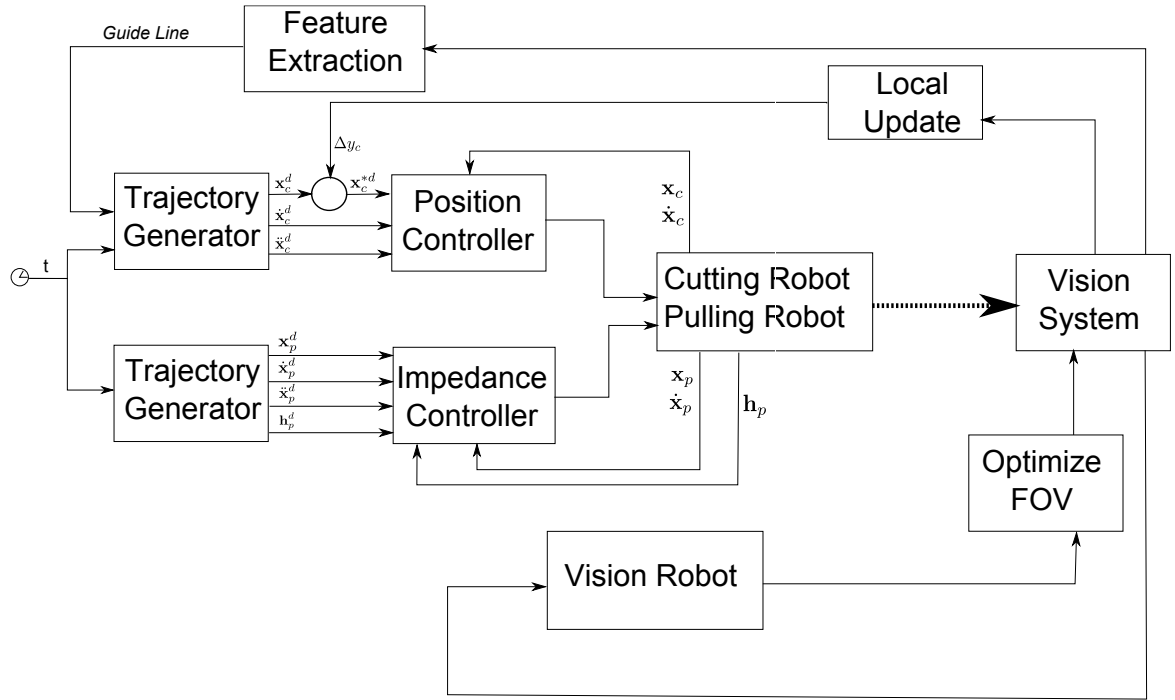 Feature
Extraction
Guide Line
Local
Update
Δy_c
Trajectory
Generator
x_c^d
ẋ_c^d
ẍ_c^d
x_c^{*d}
Position
Controller
x_c
ẋ_c
t
Cutting Robot
Pulling Robot
Vision
System
Trajectory
Generator
x_p^d
ẋ_p^d
ẍ_p^d
h_p^d
Impedance
Controller
x_p
ẋ_p
h_p
Optimize
FOV
Vision Robot